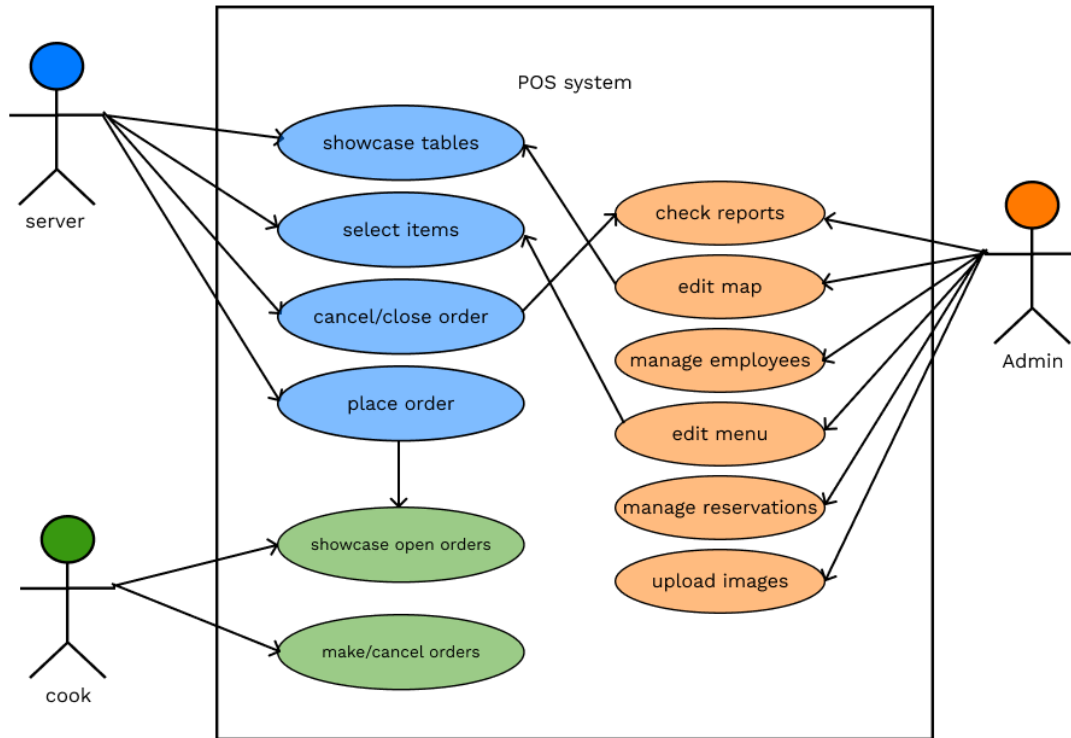 POS system
showcase tables
select items
cancel/close order
place order
showcase open orders
make/cancel orders
check reports
edit map
manage employees
edit menu
manage reservations
upload images
server
cook
Admin